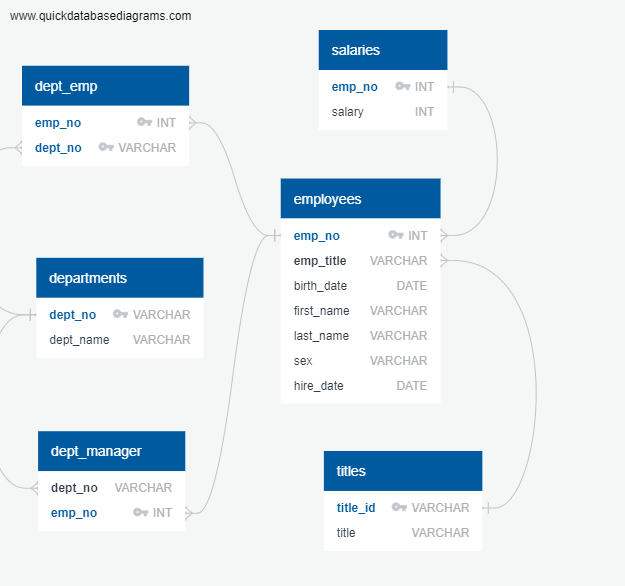 www.quickdatabasediagrams.com
salaries
emp_no INT
salary INT
dept_emp
emp_no INT
dept_no VARCHAR
employees
emp_no INT
emp_title VARCHAR
birth_date DATE
first_name VARCHAR
last_name VARCHAR
sex VARCHAR
hire_date DATE
departments
dept_no VARCHAR
dept_name VARCHAR
dept_manager
dept_no VARCHAR
emp_no INT
titles
title_id VARCHAR
title VARCHAR